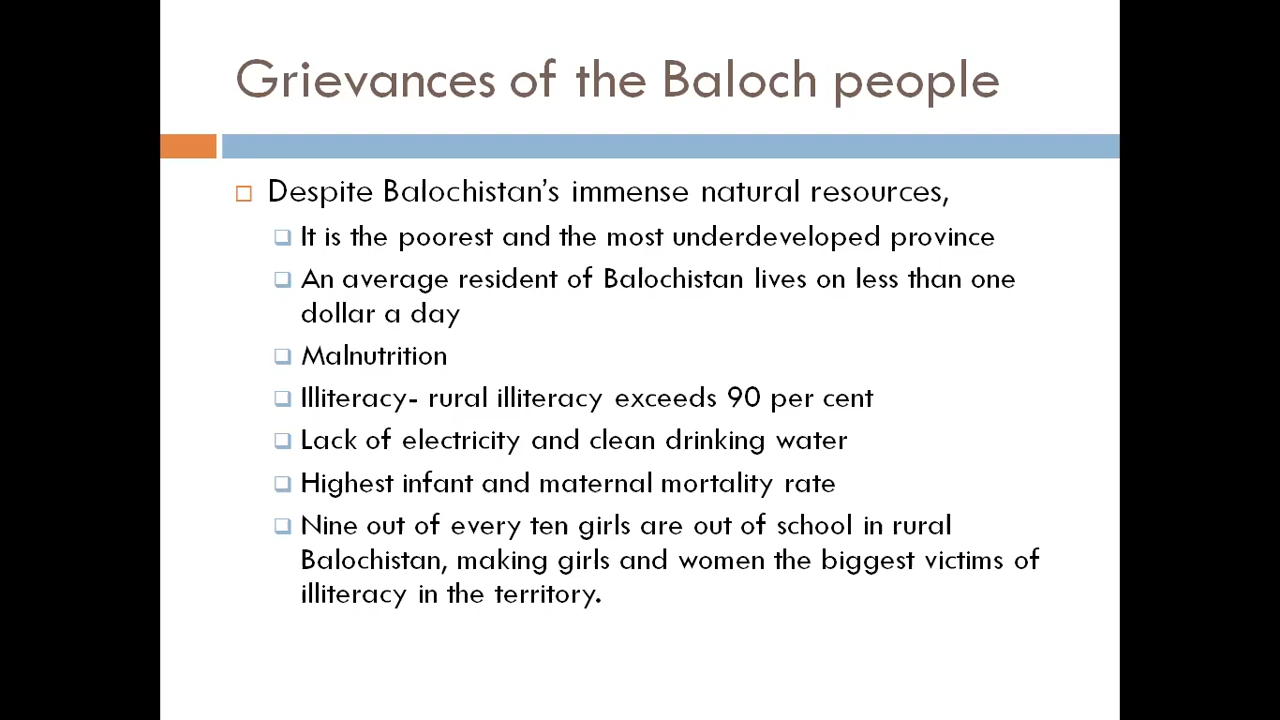 Grievances of the Baloch people
Despite Balochistan’s immense natural resources,
It is the poorest and the most underdeveloped province
An average resident of Balochistan lives on less than one
dollar a day
Malnutrition
Illiteracy- rural illiteracy exceeds 90 per cent
Lack of electricity and clean drinking water
Highest infant and maternal mortality rate
Nine out of every ten girls are out of school in rural
Balochistan, making girls and women the biggest victims of
illiteracy in the territory.